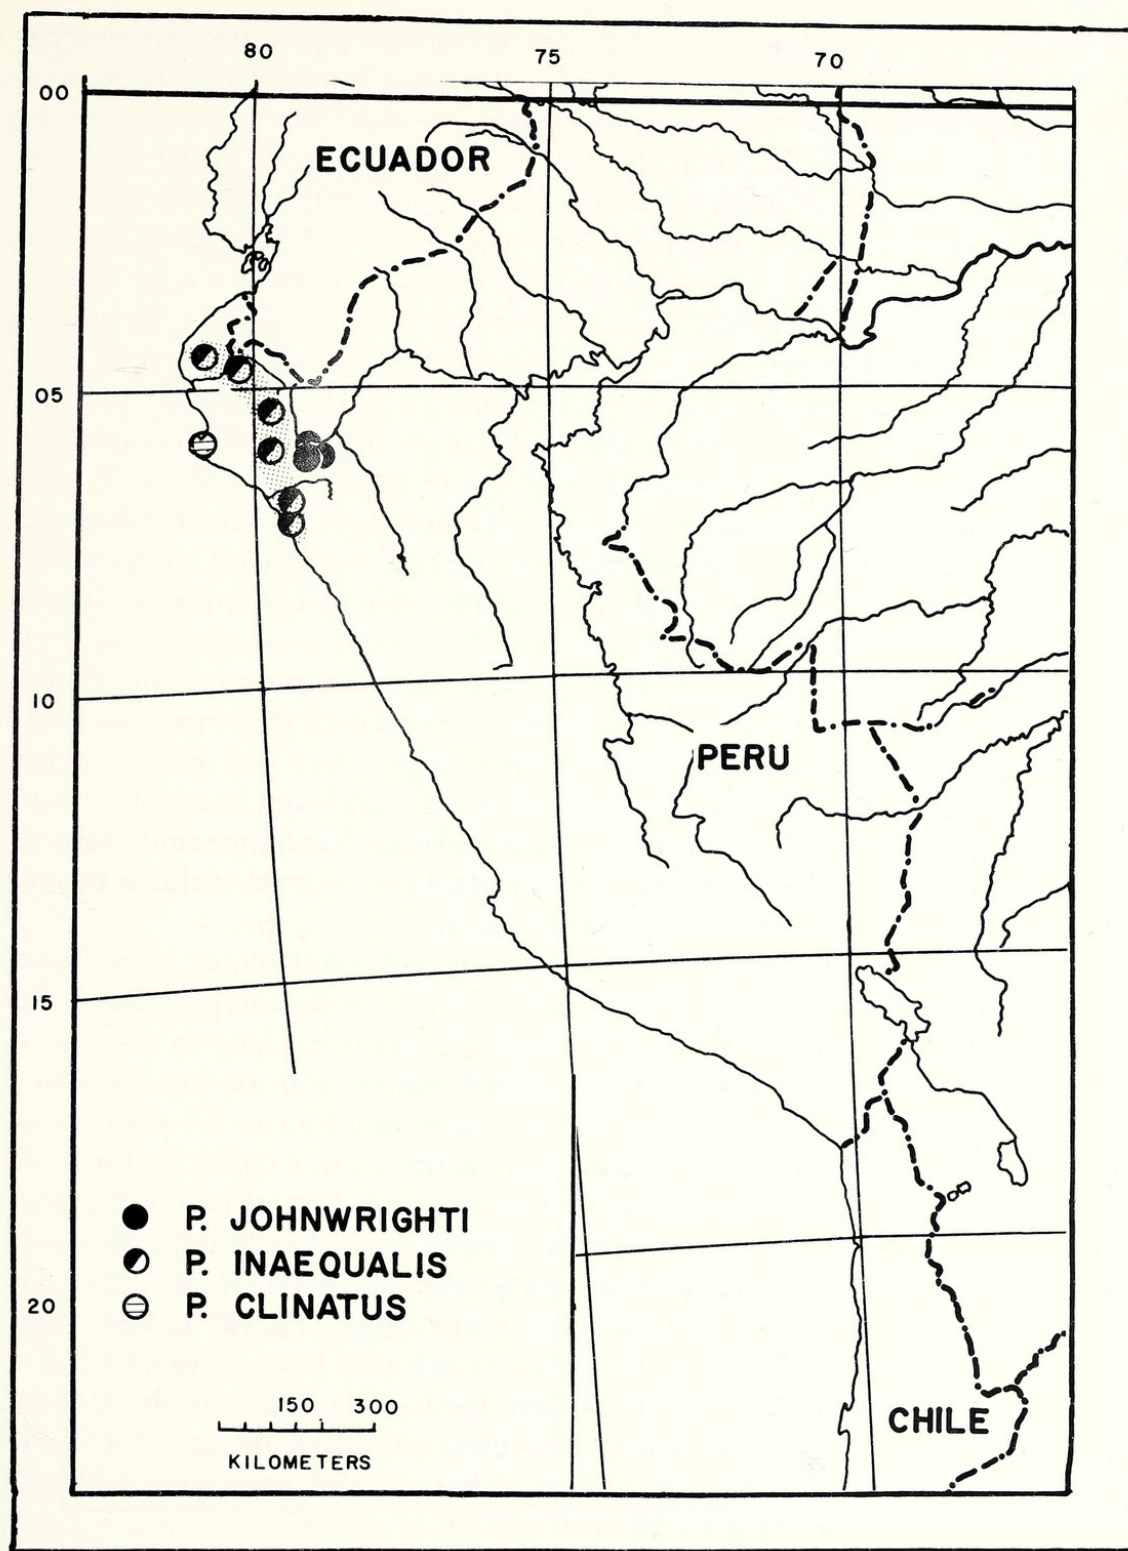 80 75 70
00
ECUADOR
05
10
PERU
15
P. JOHNWRIGHTI
P. INAEQUALIS
P. CLINATUS
20
150 300
CHILE
KILOMETERS